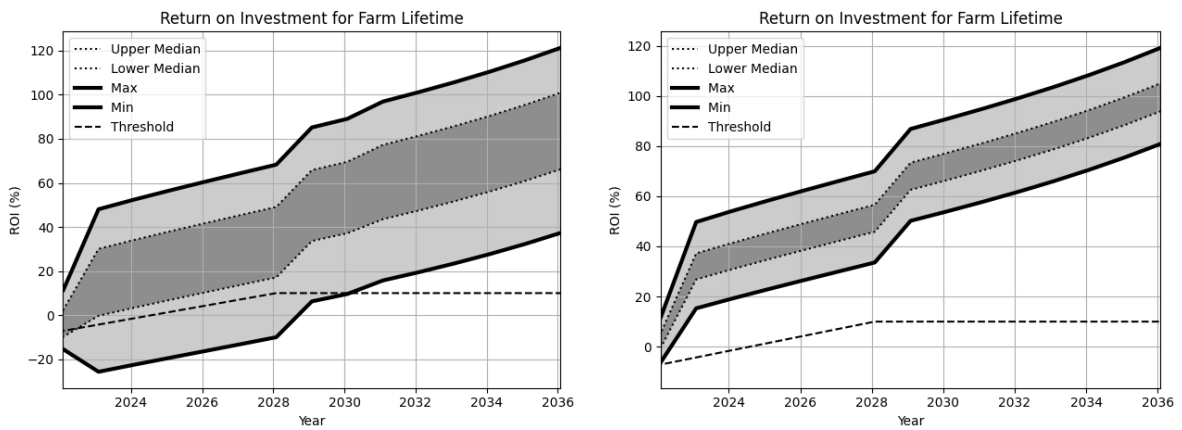 Return on Investment for Farm Lifetime
120
100
80
60
40
20
0
−20
ROI (%)
Upper Median
Lower Median
Max
Min
Threshold
2024 2026 2028 2030 2032 2034 2036
Year
Return on Investment for Farm Lifetime
120
100
80
60
40
20
0
ROI (%)
Upper Median
Lower Median
Max
Min
Threshold
2024 2026 2028 2030 2032 2034 2036
Year